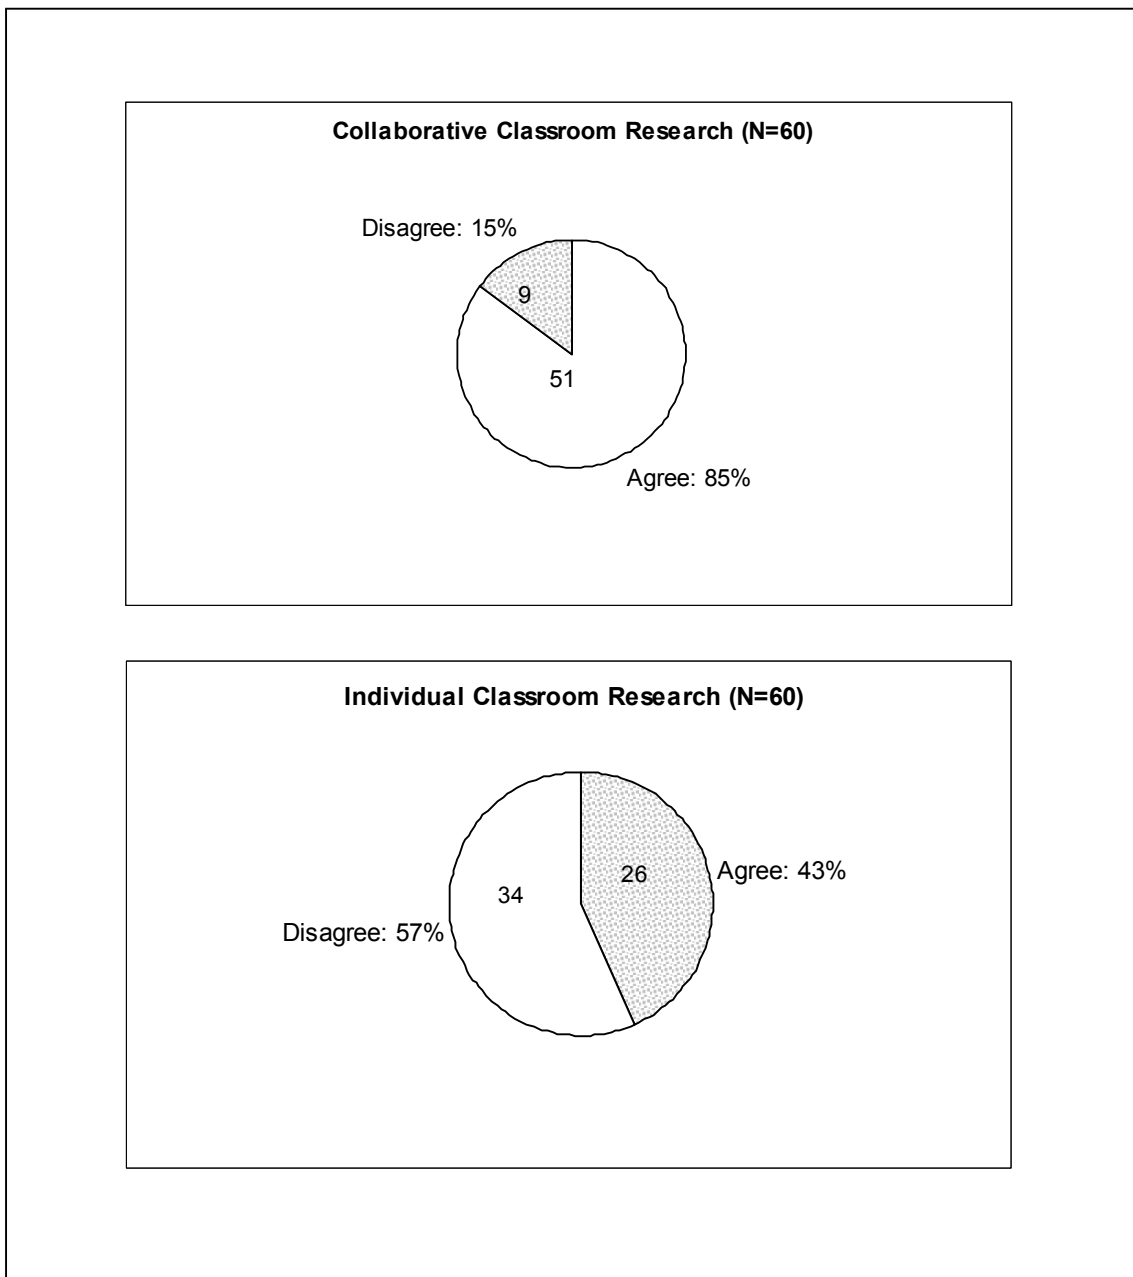 Collaborative Classroom Research (N=60)
Disagree: 15%
9
51
Agree: 85%
Individual Classroom Research (N=60)
26
Agree: 43%
34
Disagree: 57%